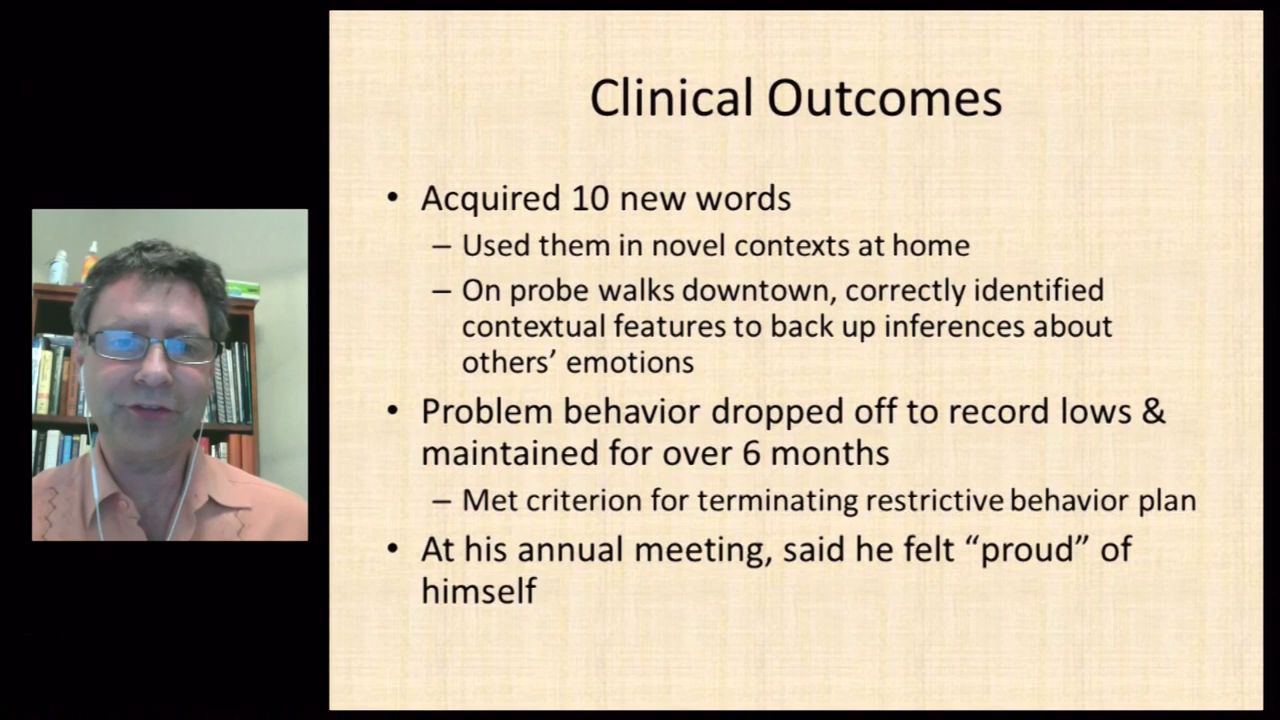 Clinical Outcomes
• Acquired 10 new words
– Used them in novel contexts at home
– On probe walks downtown, correctly identified
contextual features to back up inferences about
others’ emotions
• Problem behavior dropped off to record lows &
maintained for over 6 months
– Met criterion for terminating restrictive behavior plan
• At his annual meeting, said he felt “proud” of
himself